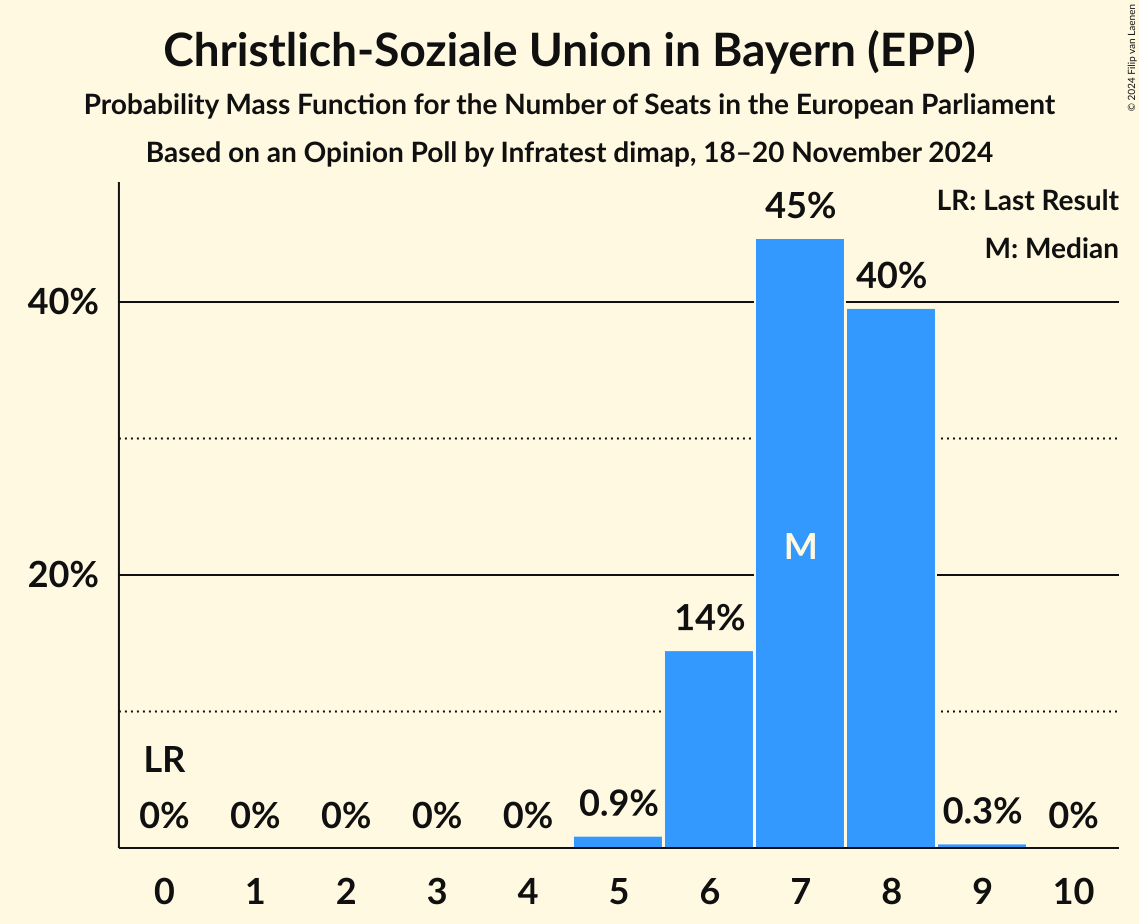 Christlich-Soziale Union in Bayern (EPP)
Probability Mass Function for the Number of Seats in the European Parliament
Based on an Opinion Poll by Infratest dimap, 18–20 November 2024
© 2024 Filip van Laenen
LR: Last Result
M: Median
45%
40%
40%
M
20%
14%
LR
0% 0% 0% 0% 0% 0.9% 0.3% 0%
0 1 2 3 4 5 6 7 8 9 10